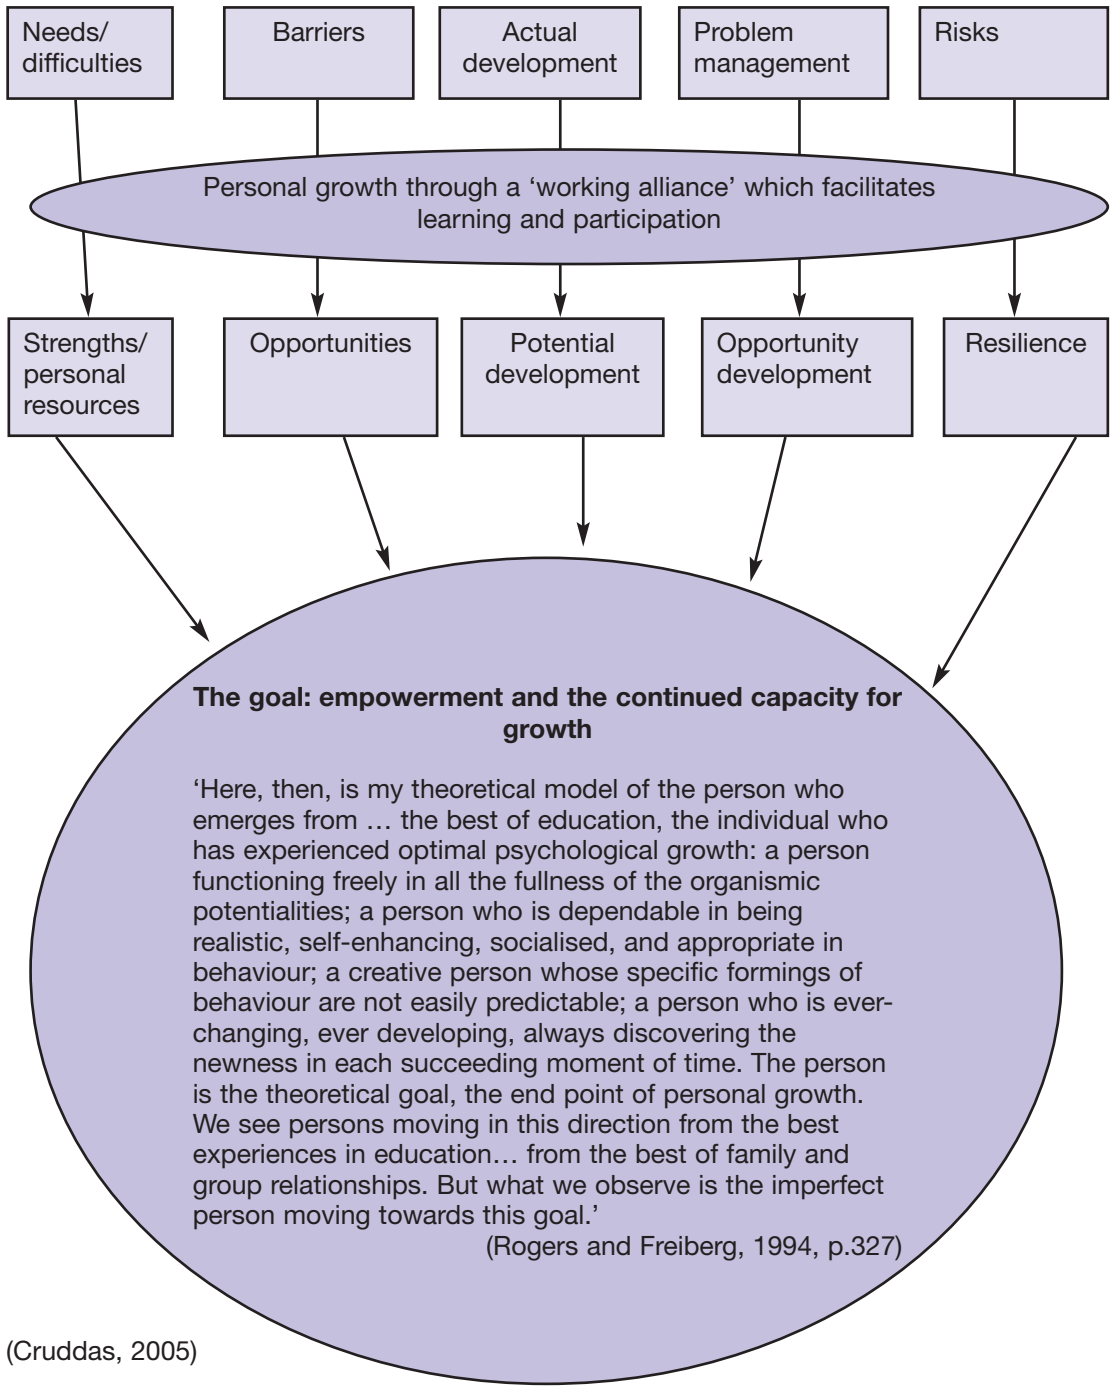 Needs/
difficulties
Barriers
Actual
development
Problem
management
Risks
Personal growth through a ‘working alliance’ which facilitates
learning and participation
Strengths/
personal
resources
Opportunities
Potential
development
Opportunity
development
Resilience
The goal: empowerment and the continued capacity for
growth
‘Here, then, is my theoretical model of the person who
emerges from … the best of education, the individual who
has experienced optimal psychological growth: a person
functioning freely in all the fullness of the organismic
potentialities; a person who is dependable in being
realistic, self-enhancing, socialised, and appropriate in
behaviour; a creative person whose specific formings of
behaviour are not easily predictable; a person who is ever-
changing, ever developing, always discovering the
newness in each succeeding moment of time. The person
is the theoretical goal, the end point of personal growth.
We see persons moving in this direction from the best
experiences in education… from the best of family and
group relationships. But what we observe is the imperfect
person moving towards this goal.’
(Rogers and Freiberg, 1994, p.327)
(Cruddas, 2005)